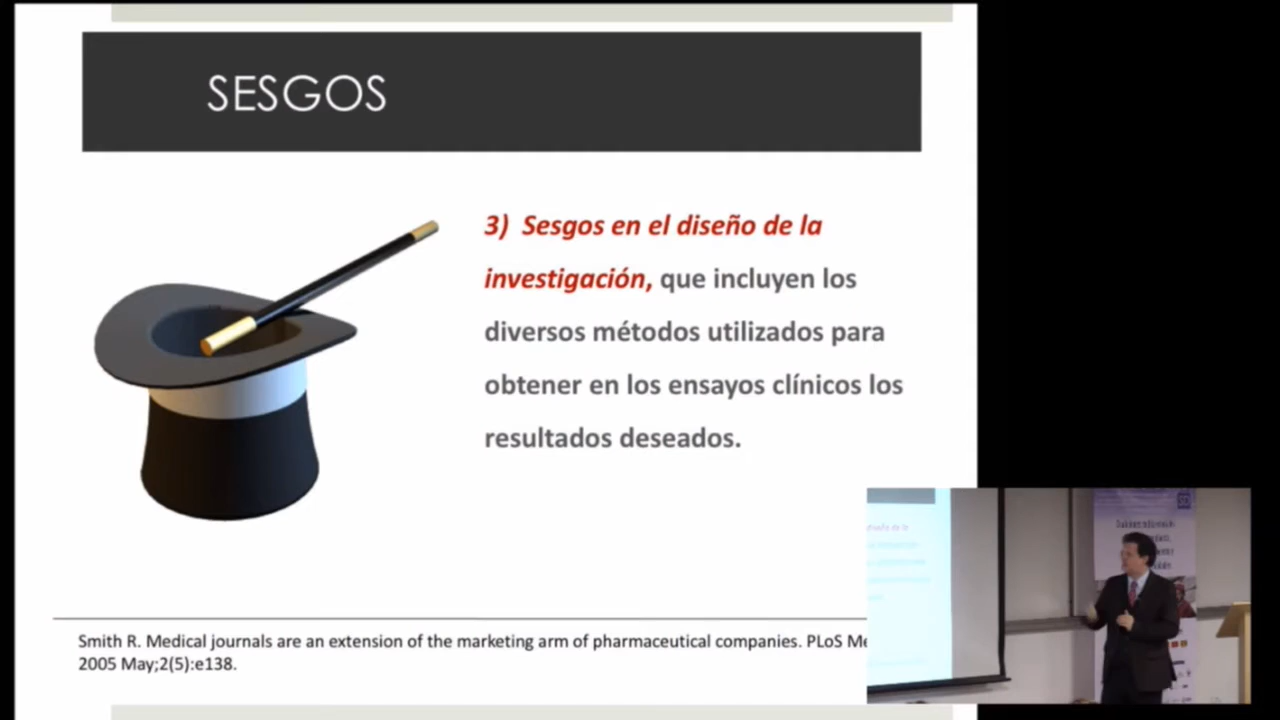 SESGOS
3) Sesgos en el diseño de la
investigación, que incluyen los
diversos métodos utilizados para
obtener en los ensayos clínicos los
resultados deseados.
Smith R. Medical journals are an extension of the marketing arm of pharmaceutical companies. PLoS Me
2005 May;2(5):e138.